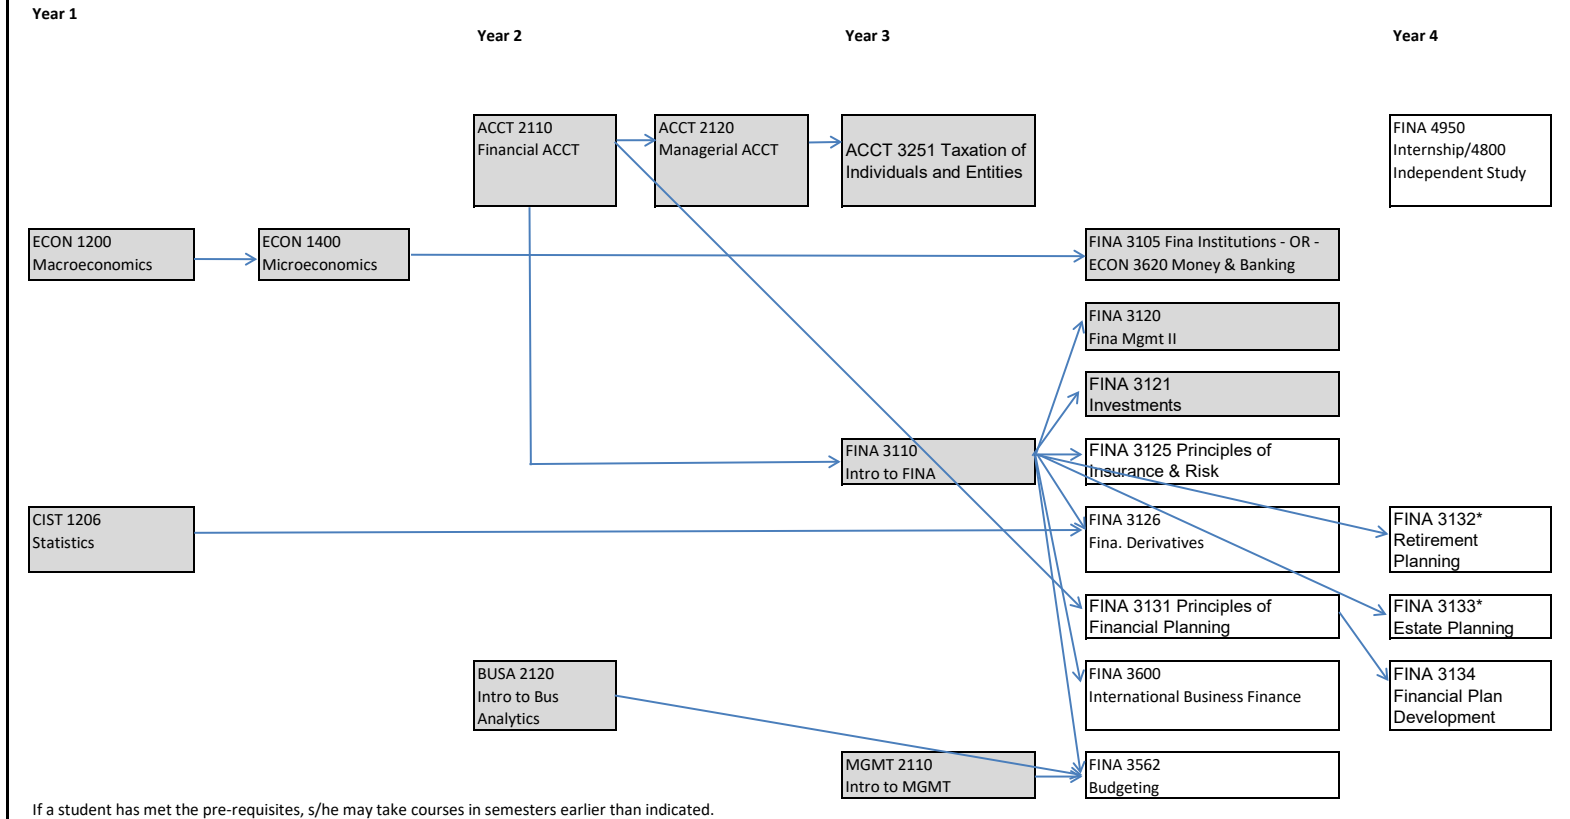 Year 1
Year 2
Year 3
Year 4
ACCT 2110
Financial ACCT
ACCT 2120
Managerial ACCT
ACCT 3251 Taxation of
Individuals and Entities
FINA 4950
Internship/4800
Independent Study
ECON 1200
Macroeconomics
ECON 1400
Microeconomics
FINA 3105 Fina Institutions - OR -
ECON 3620 Money & Banking
FINA 3120
Fina Mgmt II
FINA 3121
Investments
FINA 3110
Intro to FINA
FINA 3125 Principles of
Insurance & Risk
CIST 1206
Statistics
FINA 3126
Fina. Derivatives
FINA 3132*
Retirement
Planning
FINA 3131 Principles of
Financial Planning
FINA 3133*
Estate Planning
BUSA 2120
Intro to Bus
Analytics
FINA 3600
International Business Finance
FINA 3134
Financial Plan
Development
MGMT 2110
Intro to MGMT
FINA 3562
Budgeting
If a student has met the pre-requisites, s/he may take courses in semesters earlier than indicated.